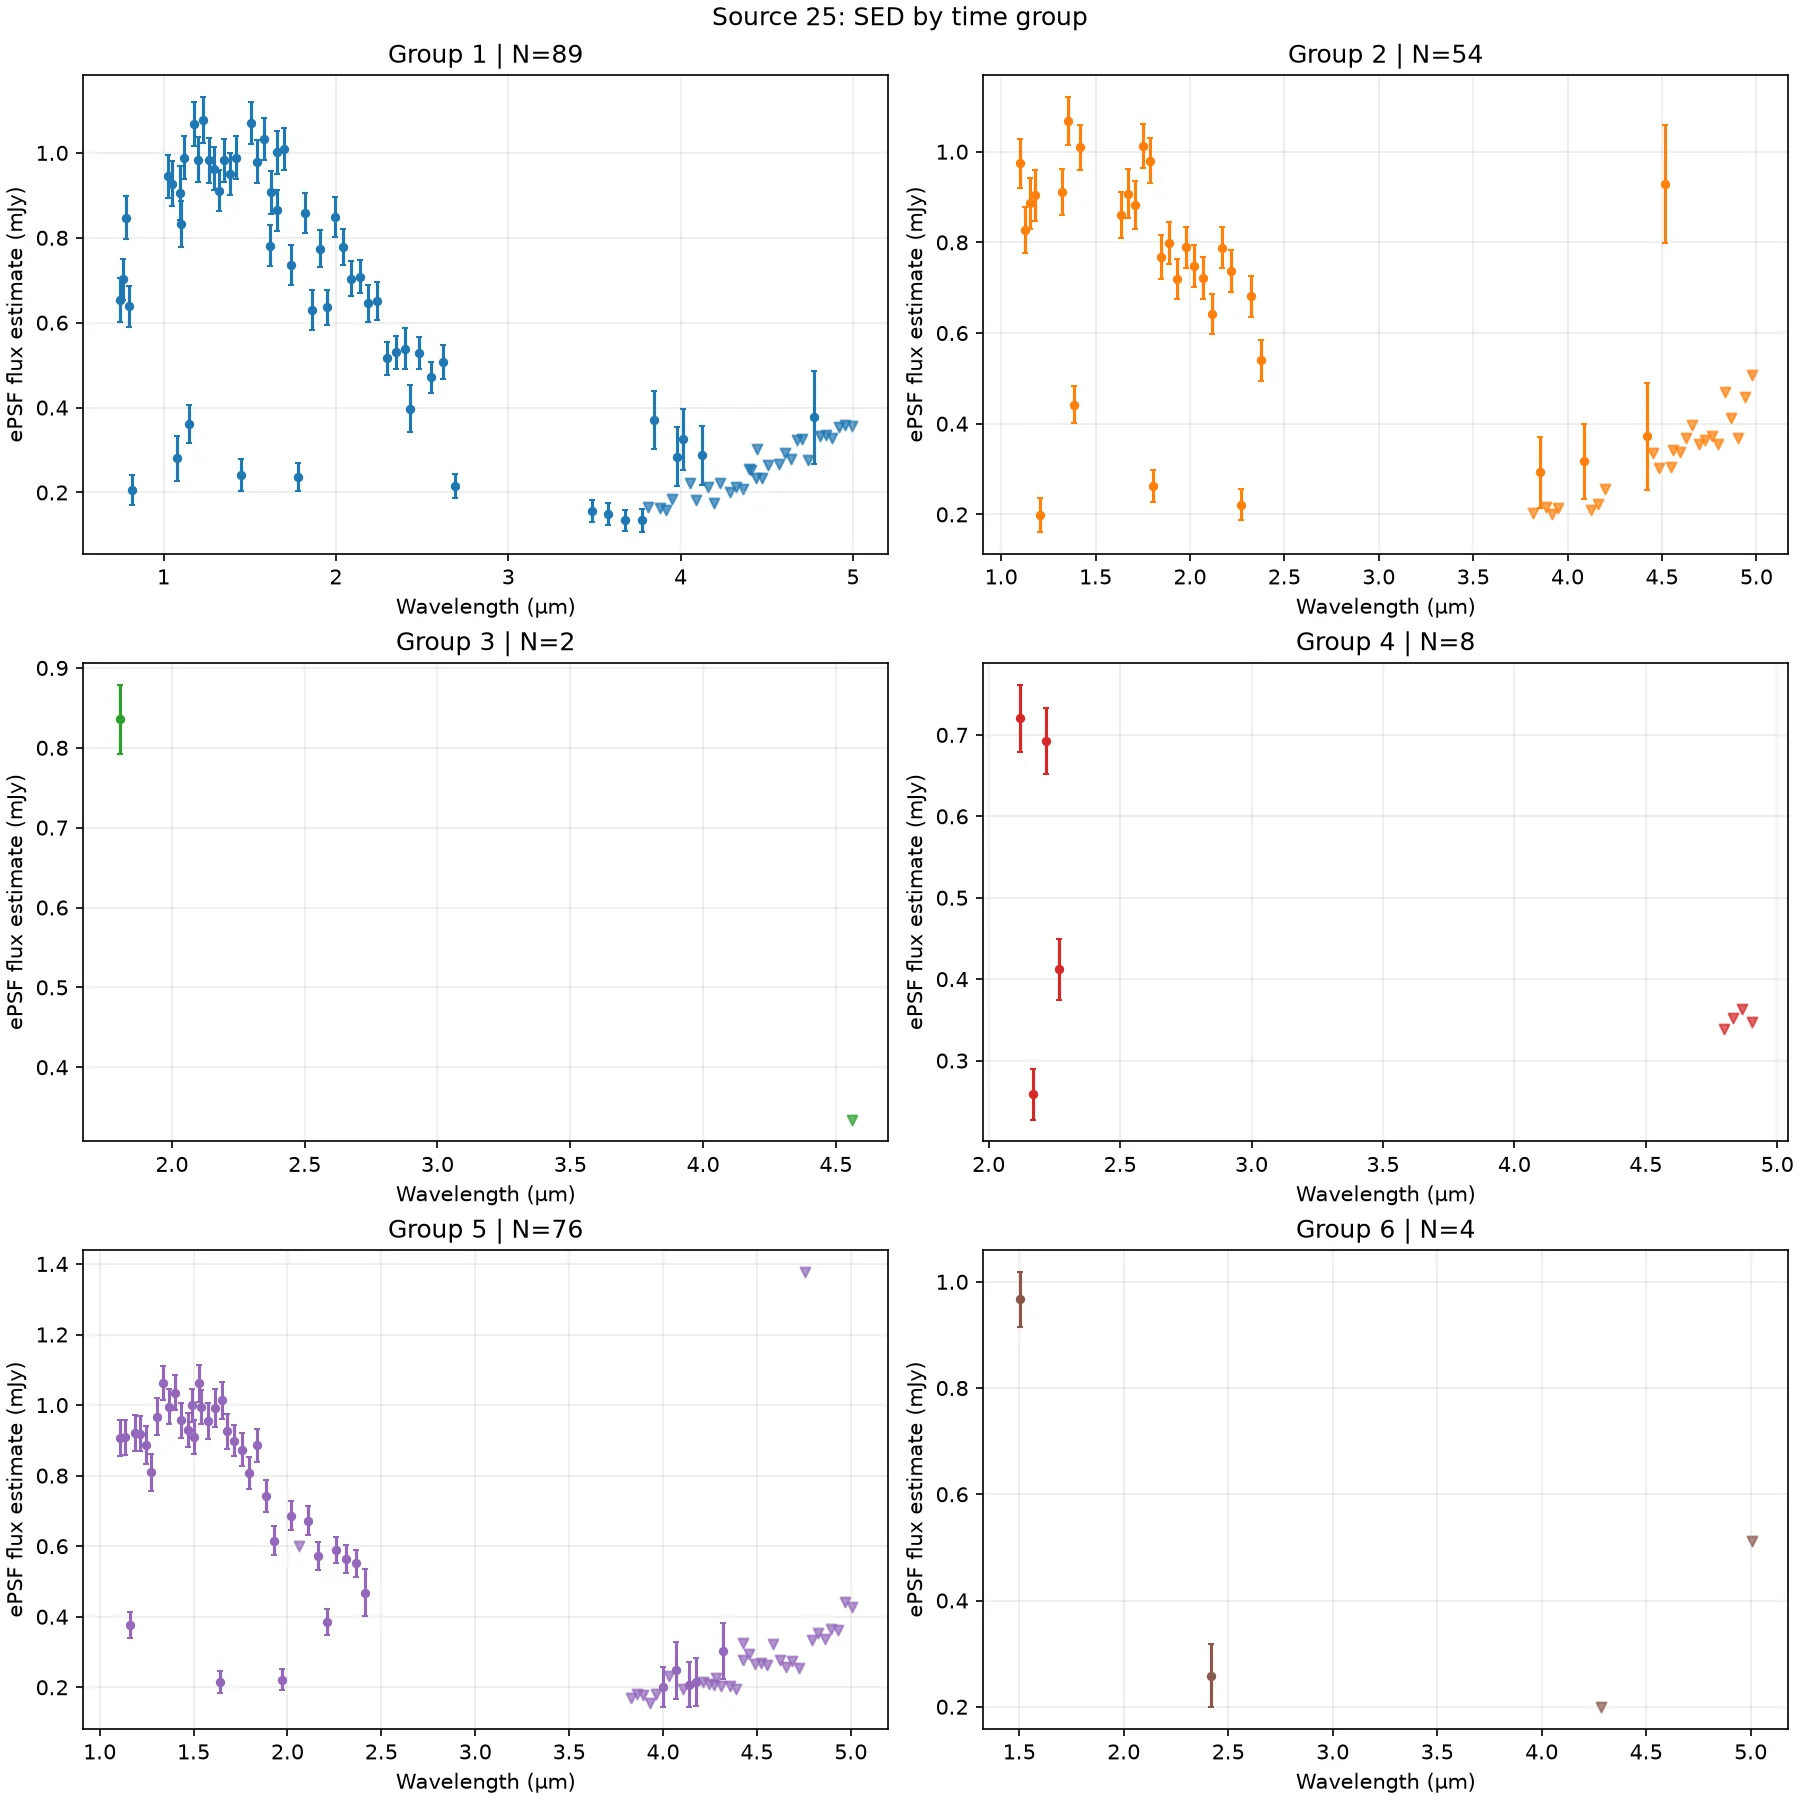 Source 25: SED by time group
Group 1 | N=89
ePSF flux estimate (mJy)
1.0
0.8
0.6
0.4
0.2
1 2 3 4 5
Wavelength (μm)
Group 2 | N=54
ePSF flux estimate (mJy)
1.0
0.8
0.6
0.4
0.2
1.0 1.5 2.0 2.5 3.0 3.5 4.0 4.5 5.0
Wavelength (μm)
Group 3 | N=2
ePSF flux estimate (mJy)
0.9
0.8
0.7
0.6
0.5
0.4
2.0 2.5 3.0 3.5 4.0 4.5
Wavelength (μm)
Group 4 | N=8
ePSF flux estimate (mJy)
0.7
0.6
0.5
0.4
0.3
2.0 2.5 3.0 3.5 4.0 4.5 5.0
Wavelength (μm)
Group 5 | N=76
ePSF flux estimate (mJy)
1.4
1.2
1.0
0.8
0.6
0.4
0.2
1.0 1.5 2.0 2.5 3.0 3.5 4.0 4.5 5.0
Wavelength (μm)
Group 6 | N=4
ePSF flux estimate (mJy)
1.0
0.8
0.6
0.4
0.2
1.5 2.0 2.5 3.0 3.5 4.0 4.5 5.0
Wavelength (μm)